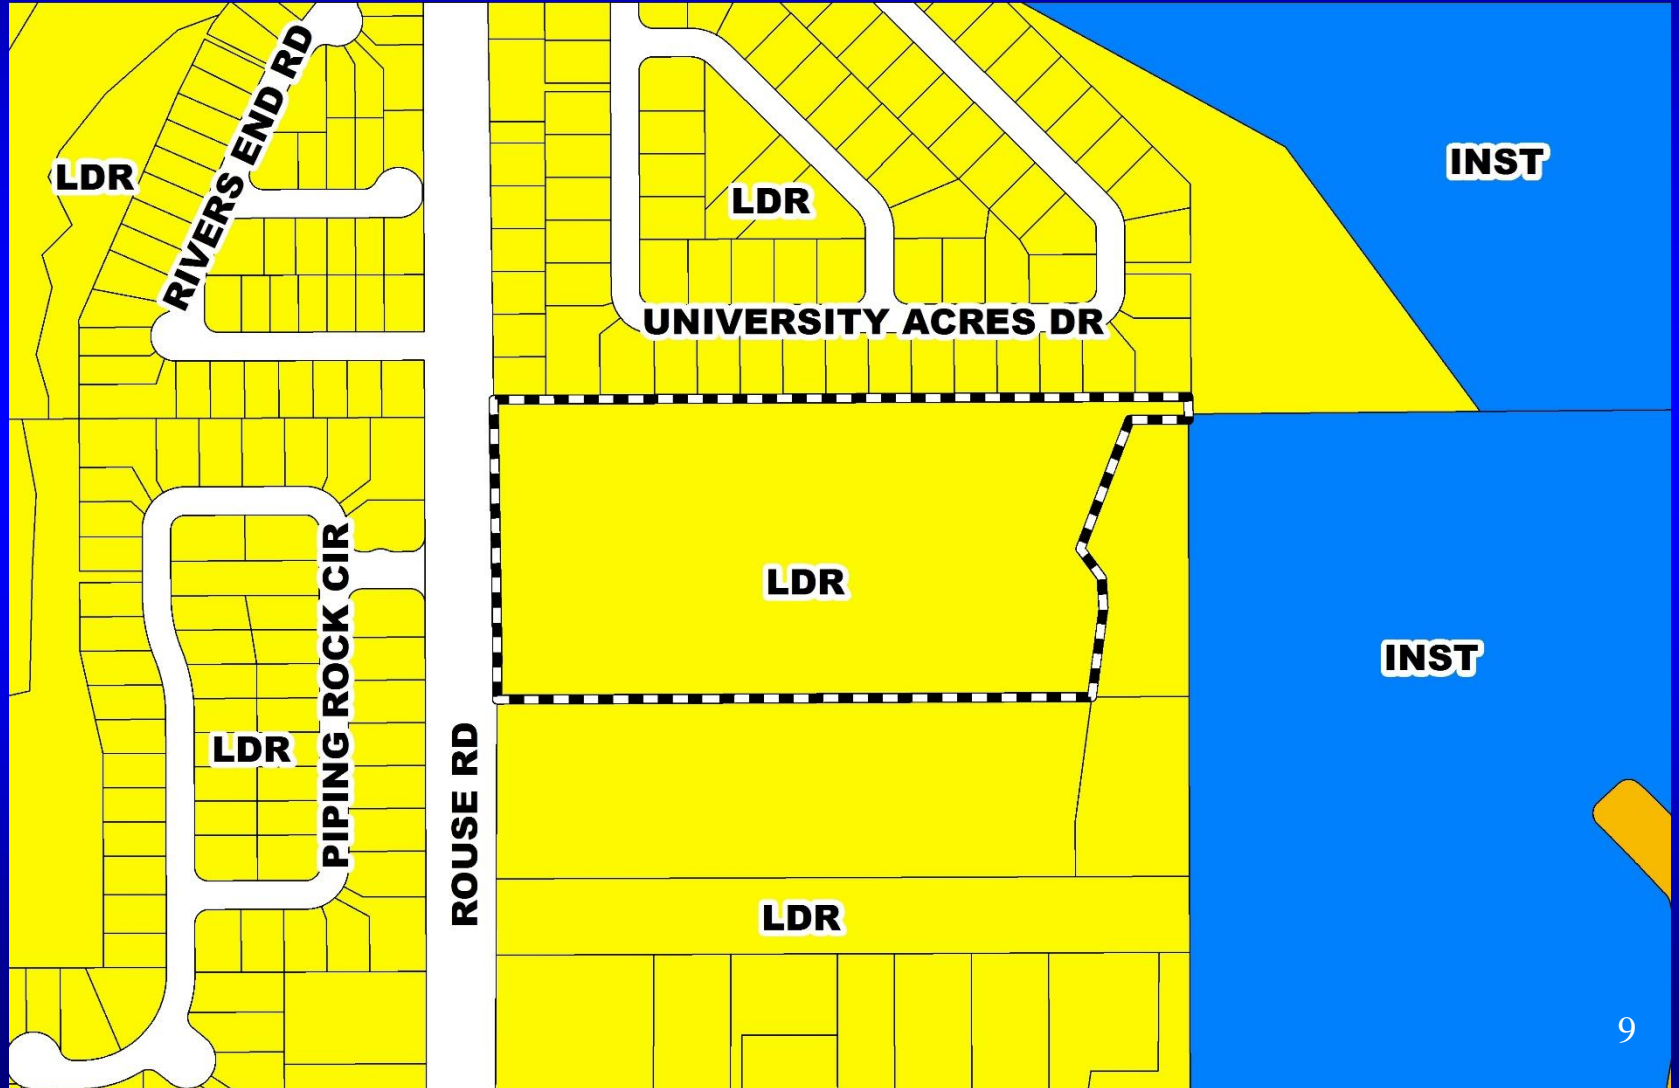 RIVERS END RD
INST
LDR
LDR
UNIVERSITY ACRES DR
LDR
PIPING ROCK CIR
INST
LDR
ROUSE RD
LDR
9